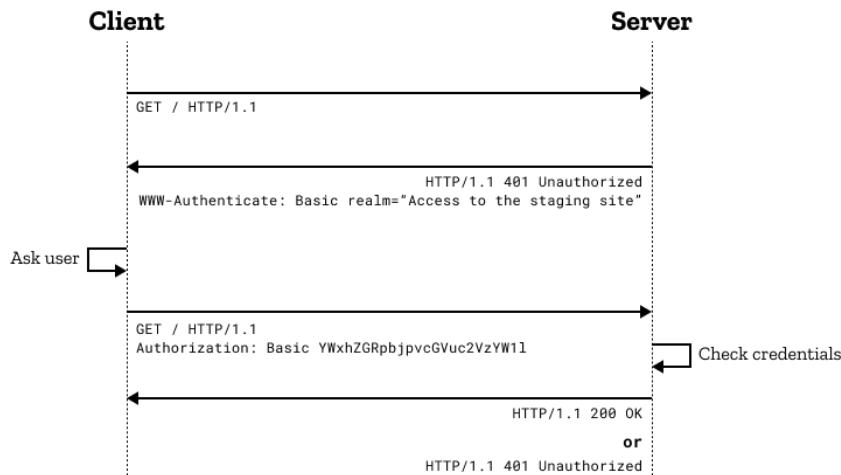 Client
Server
GET / HTTP/1.1
HTTP/1.1 401 Unauthorized
WWW-Authenticate: Basic realm="Access to the staging site"
Ask user
GET / HTTP/1.1
Authorization: Basic YWxhZGRpbjpvcGVuc2VzYW1l
Check credentials
HTTP/1.1 200 OK
or
HTTP/1.1 401 Unauthorized